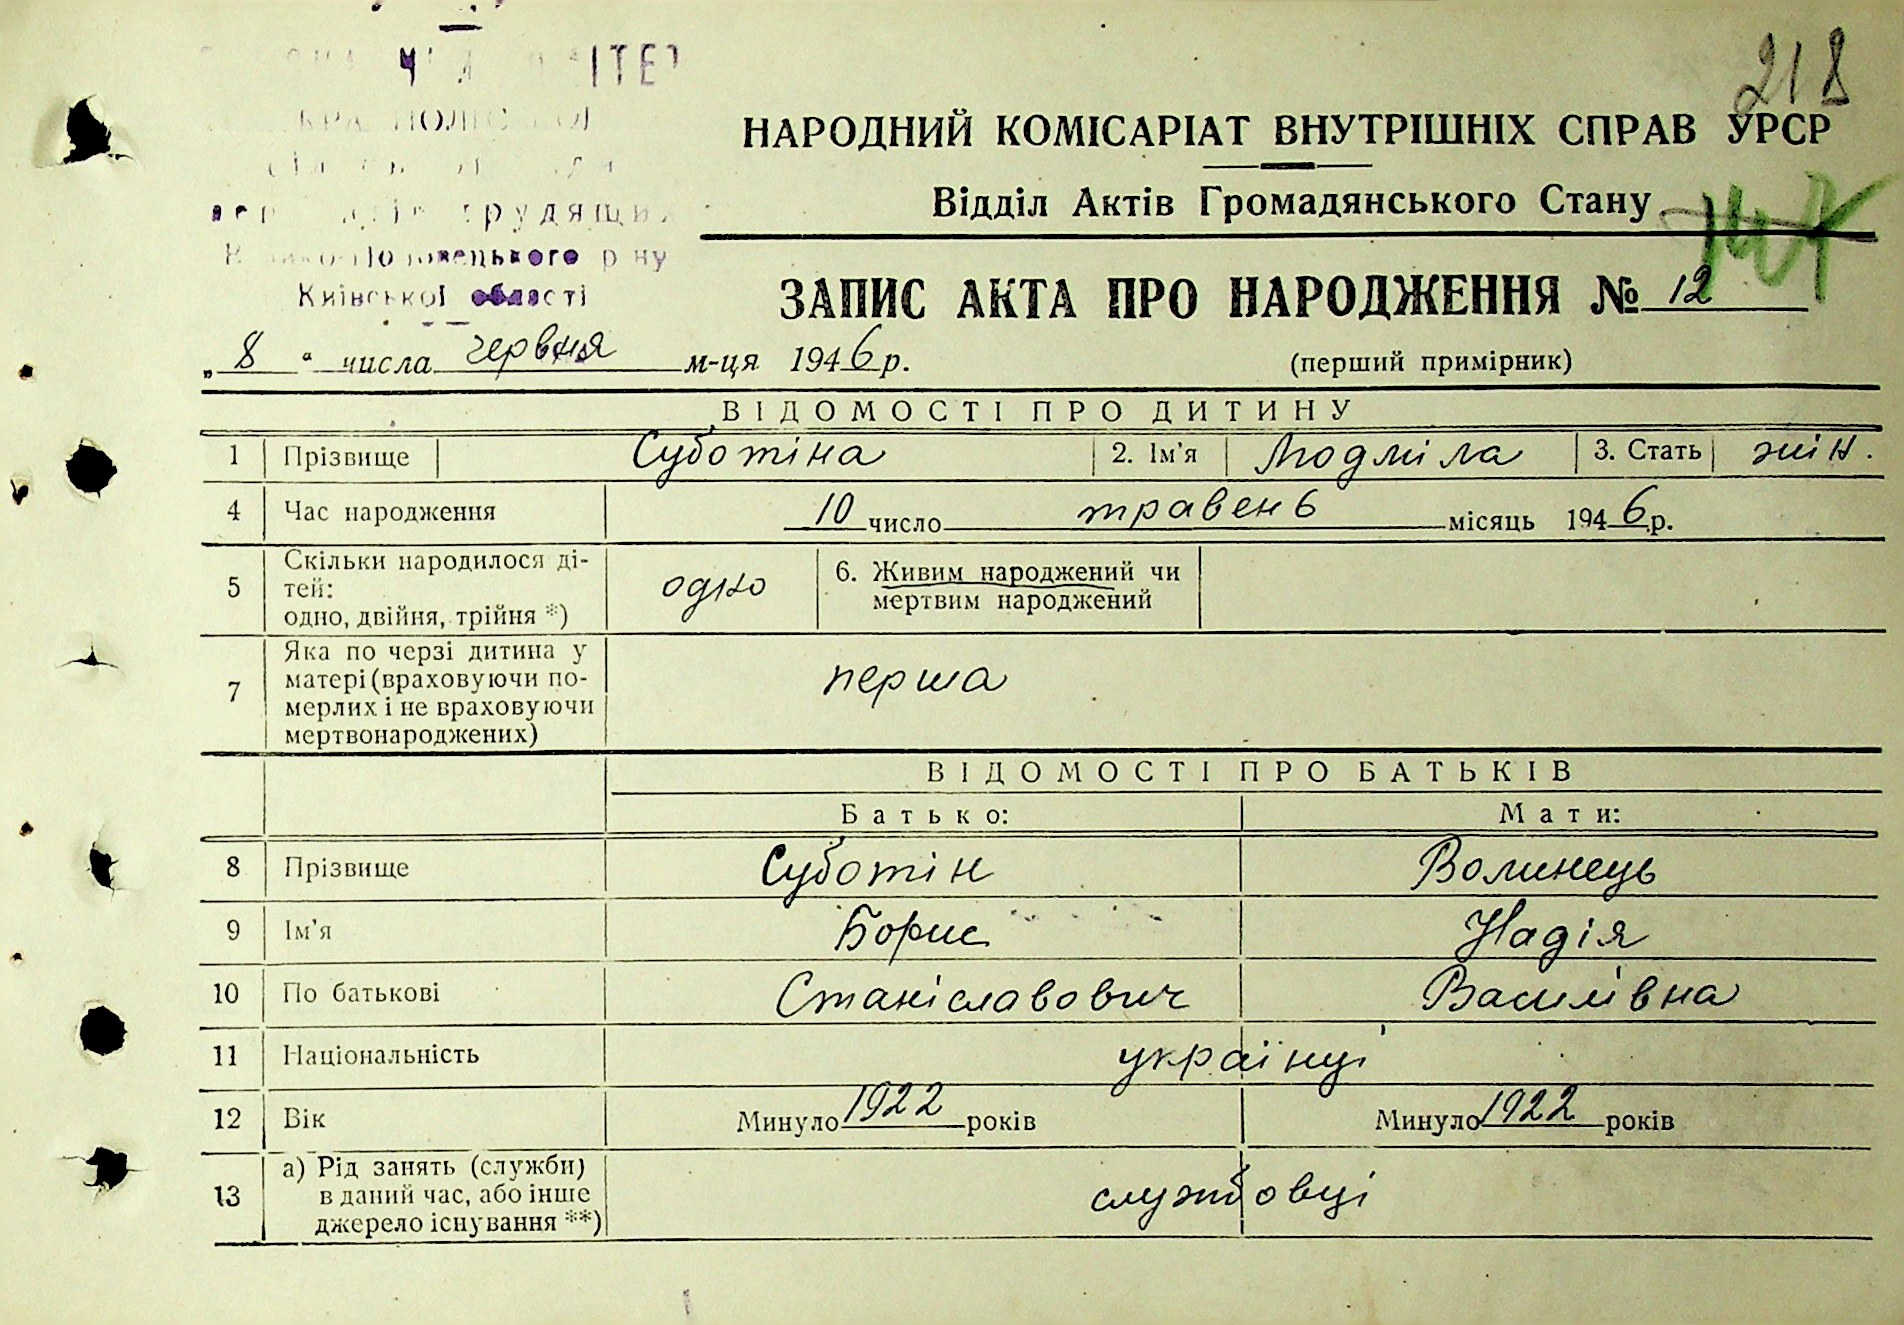 218
НАРОДНИЙ КОМІСАРІАТ ВНУТРІШНІХ СПРАВ УРСР
Відділ Актів Громадянського Стану
трудящих
Київської області
ЗАПИС АКТА ПРО НАРОДЖЕННЯ № 12
„8“ числа червня м-ця 1946 р.
(перший примірник)
ВІДОМОСТІ ПРО ДИТИНУ
1 Прізвище Суботіна 2. Ім'я Людміла 3. Стать жін.
4 Час народження 10 число травень місяць 1946 р.
5 Скільки народилося ді-
тей:
одно, двійня, трійня *) одно 6. Живим народжений чи
мертвим народжений
7 Яка по черзі дитина у
матері (враховуючи по-
мерлих і не враховуючи
мертвонароджених) перша
ВІДОМОСТІ ПРО БАТЬКІВ
Батько: Мати:
8 Прізвище Суботін Волинець
9 Ім'я Борис Надія
10 По батькові Станіславович Василівна
11 Національність українці
12 Вік Минуло 1922 років Минуло 1922 років
13 а) Рід занять (служби)
в даний час, або інше
джерело існування **) службовці